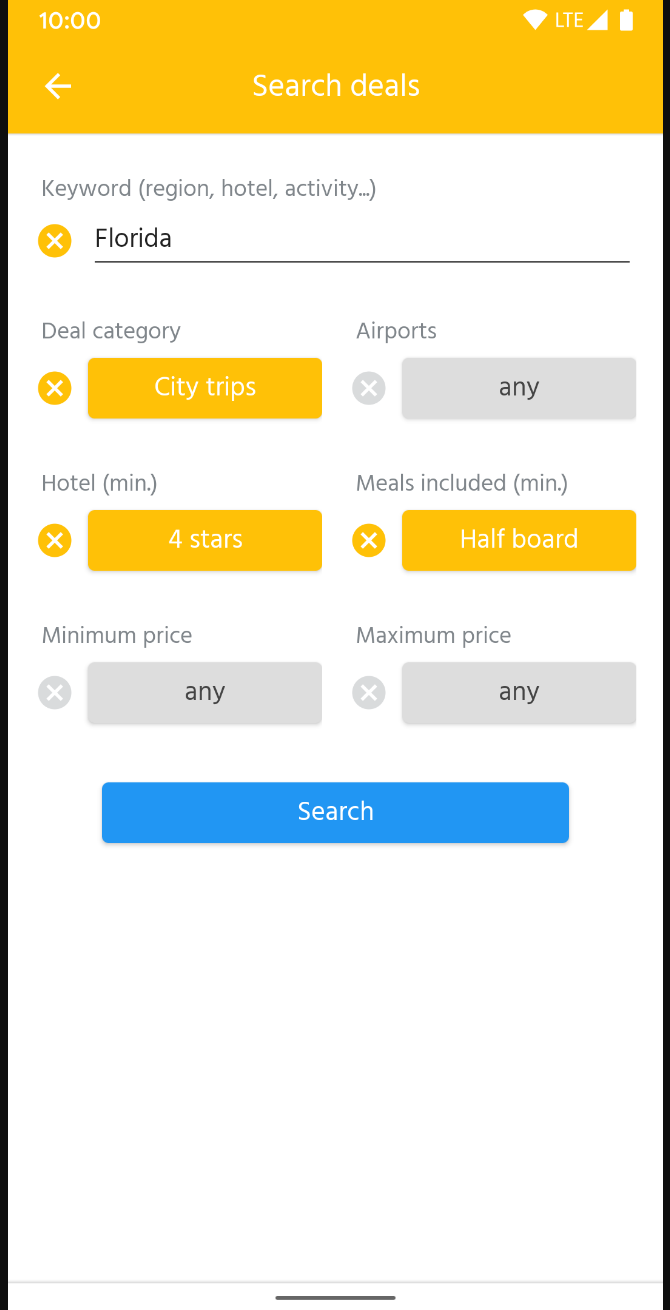 10:00 LTE
Search deals
Keyword (region, hotel, activity...)
Florida
Deal category Airports
City trips any
Hotel (min.) Meals included (min.)
4 stars Half board
Minimum price Maximum price
any any
Search